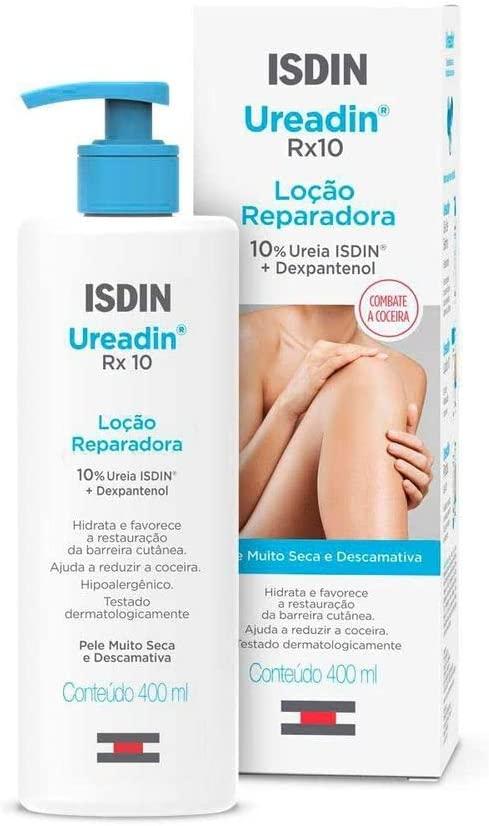 ISDIN
Ureadin®
Rx 10
Loção
Reparadora
10% Ureia ISDIN®
+ Dexpantenol
Hidrata e favorece
a restauração
da barreira cutânea.
Ajuda a reduzir a coceira.
Hipoalergênico.
Testado
dermatologicamente
Pele Muito Seca
e Descamativa
Conteúdo 400 ml
ISDIN
Ureadin®
Rx10
Loção
Reparadora
10% Ureia ISDIN®
+ Dexpantenol
COMBATE
A COCEIRA
e Muito Seca e Descamativa
Hidrata e favorece
a restauração
da barreira cutânea.
Ajuda a reduzir a coceira.
Testado dermatologicamente
Conteúdo 400 ml
Ureadin